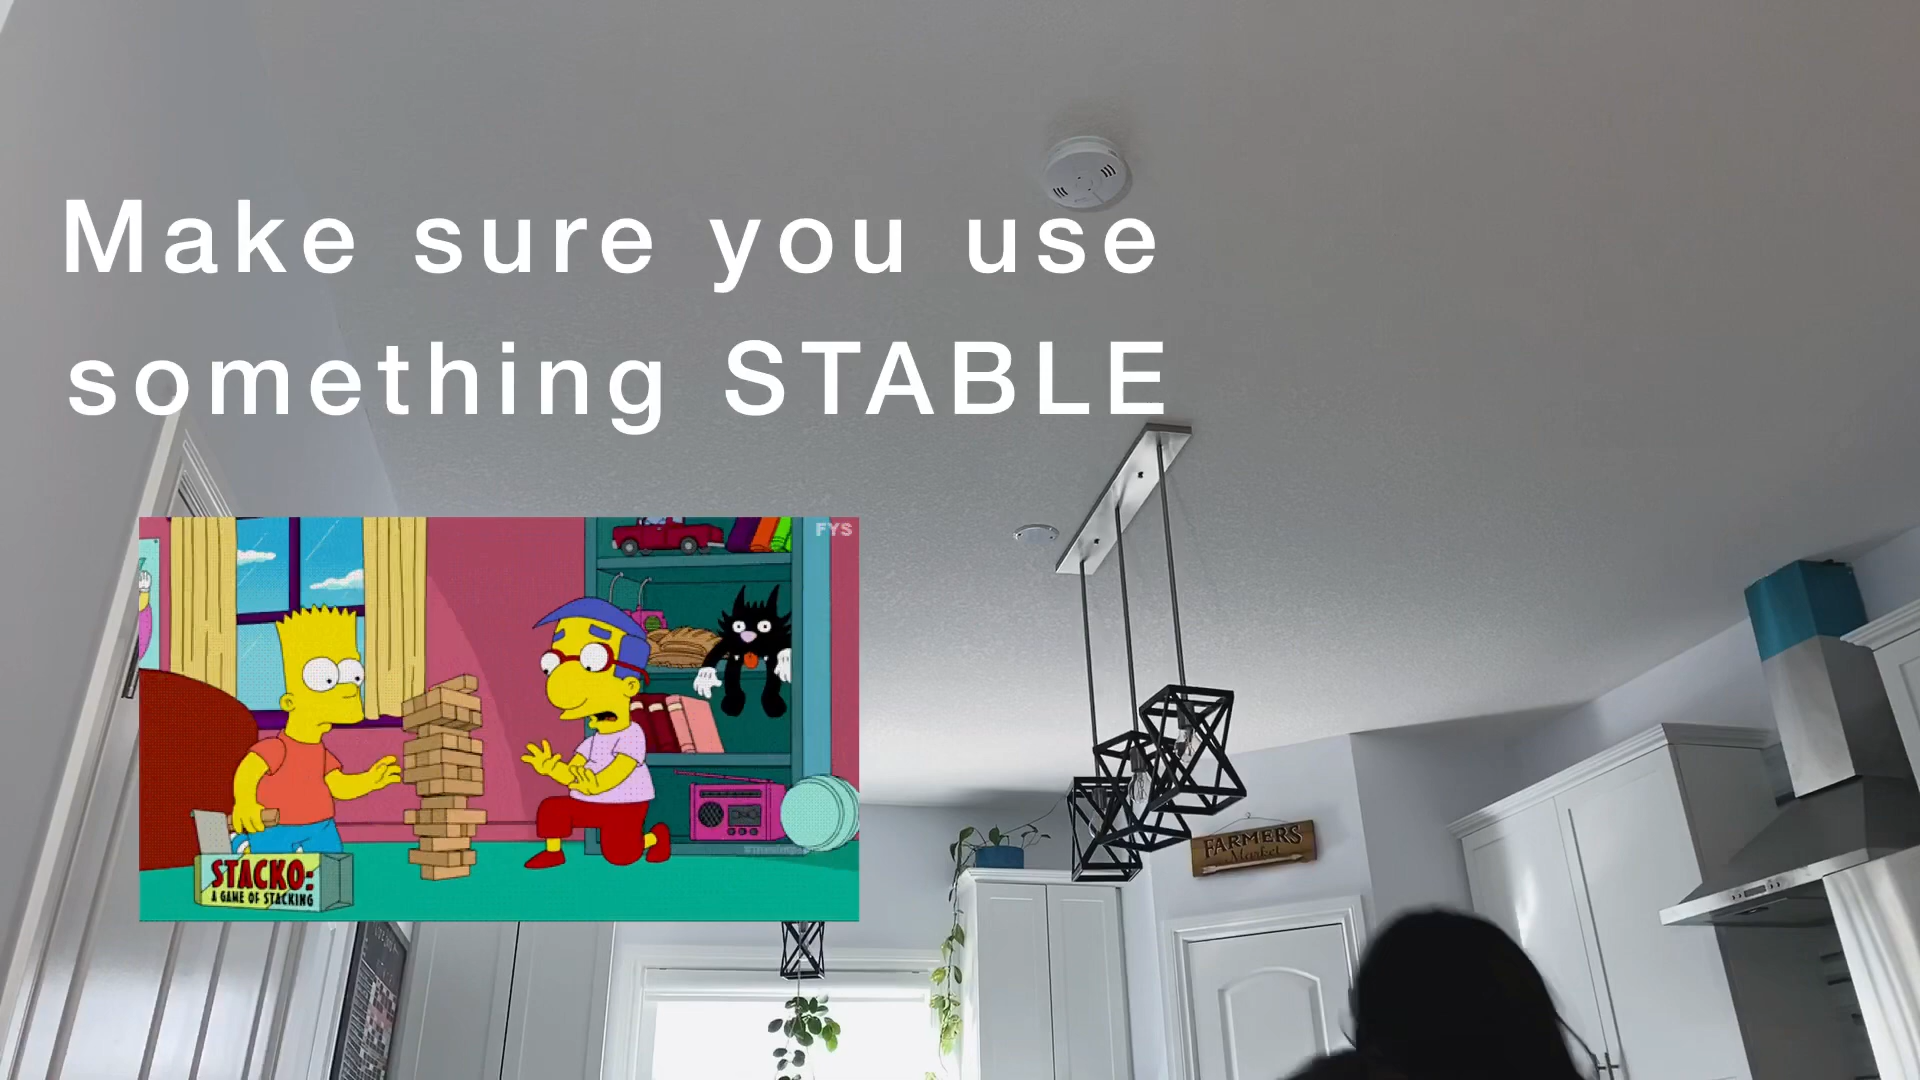 Make sure you use
something STABLE
FYS
STACKO:
A GAME OF STACKING
FARMERS
Market